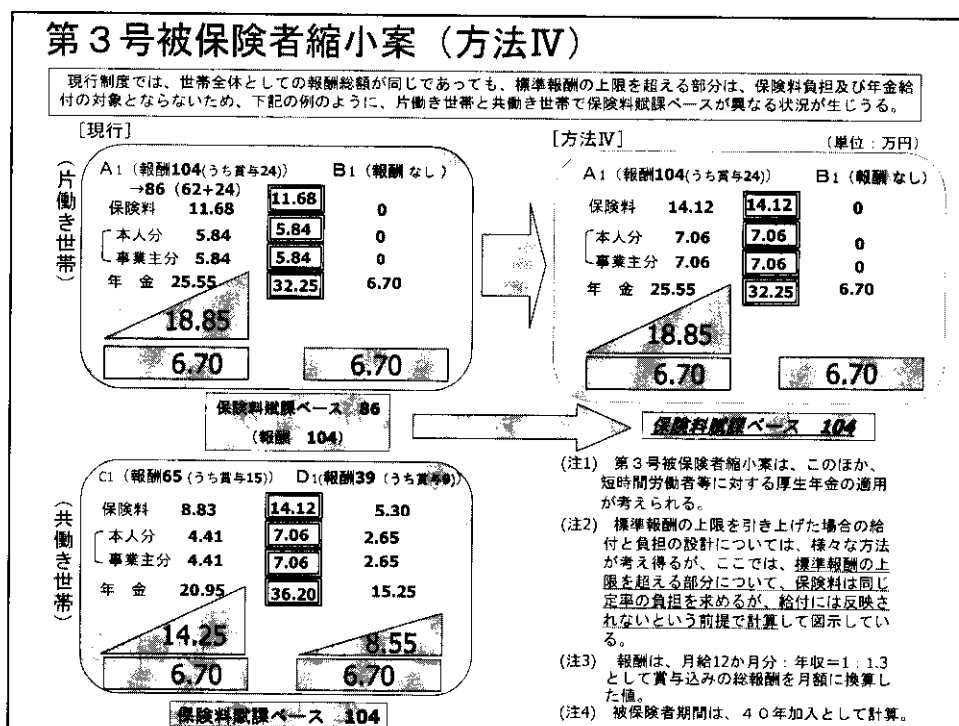 第３号被保険者縮小案（方法Ⅳ）
現行制度では、世帯全体としての報酬総額が同じであっても、標準報酬の上限を超える部分は、保険料負担及び年金給
付の対象とならないため、下記の例のように、片働き世帯と共働き世帯で保険料賦課ベースが異なる状況が生じうる。
［現行］
（片働き世帯）
A1（報酬104(うち賞与24)）　B1（報酬 なし）
→86（62+24）
保険料　11.68　11.68　0
本人分　5.84　5.84　0
事業主分　5.84　5.84　0
年 金　25.55　32.25　6.70
18.85
6.70　6.70
保険料賦課ベース　86
（報酬　104）
［方法Ⅳ］　（単位：万円）
A1（報酬104(うち賞与24)）　B1（報酬 なし）
保険料　14.12　14.12　0
本人分　7.06　7.06　0
事業主分　7.06　7.06　0
年 金　25.55　32.25　6.70
18.85
6.70　6.70
保険料賦課ベース　104
（共働き世帯）
C1（報酬65（うち賞与15)）　D1(報酬39（うち賞与9)）
保険料　8.83　14.12　5.30
本人分　4.41　7.06　2.65
事業主分　4.41　7.06　2.65
年 金　20.95　36.20　15.25
14.25　8.55
6.70　6.70
保険料賦課ベース　104
(注1)　第３号被保険者縮小案は、このほか、
短時間労働者等に対する厚生年金の適用
が考えられる。
(注2)　標準報酬の上限を引き上げた場合の給
付と負担の設計については、様々な方法
が考え得るが、ここでは、標準報酬の上
限を超える部分について、保険料は同じ
定率の負担を求めるが、給付には反映さ
れないという前提で計算して図示してい
る。
(注3)　報酬は、月給12か月分：年収＝1：1.3
として賞与込みの総報酬を月額に換算し
た値。
(注4)　被保険者期間は、４０年加入として計算。